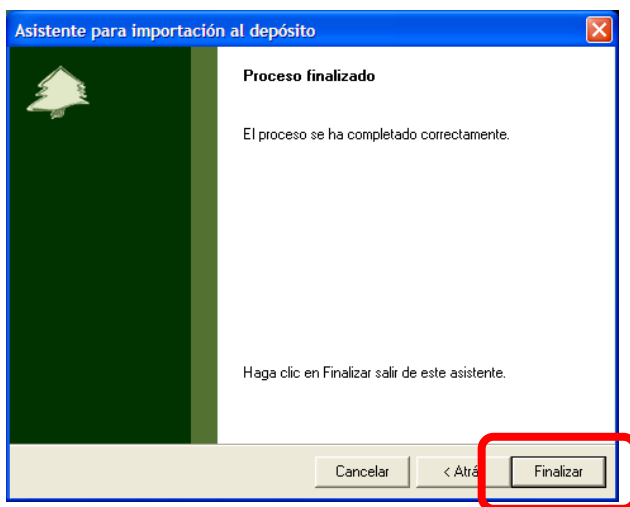 Asistente para importación al depósito
Proceso finalizado
El proceso se ha completado correctamente.
Haga clic en Finalizar salir de este asistente.
Cancelar
< Atrá
Finalizar